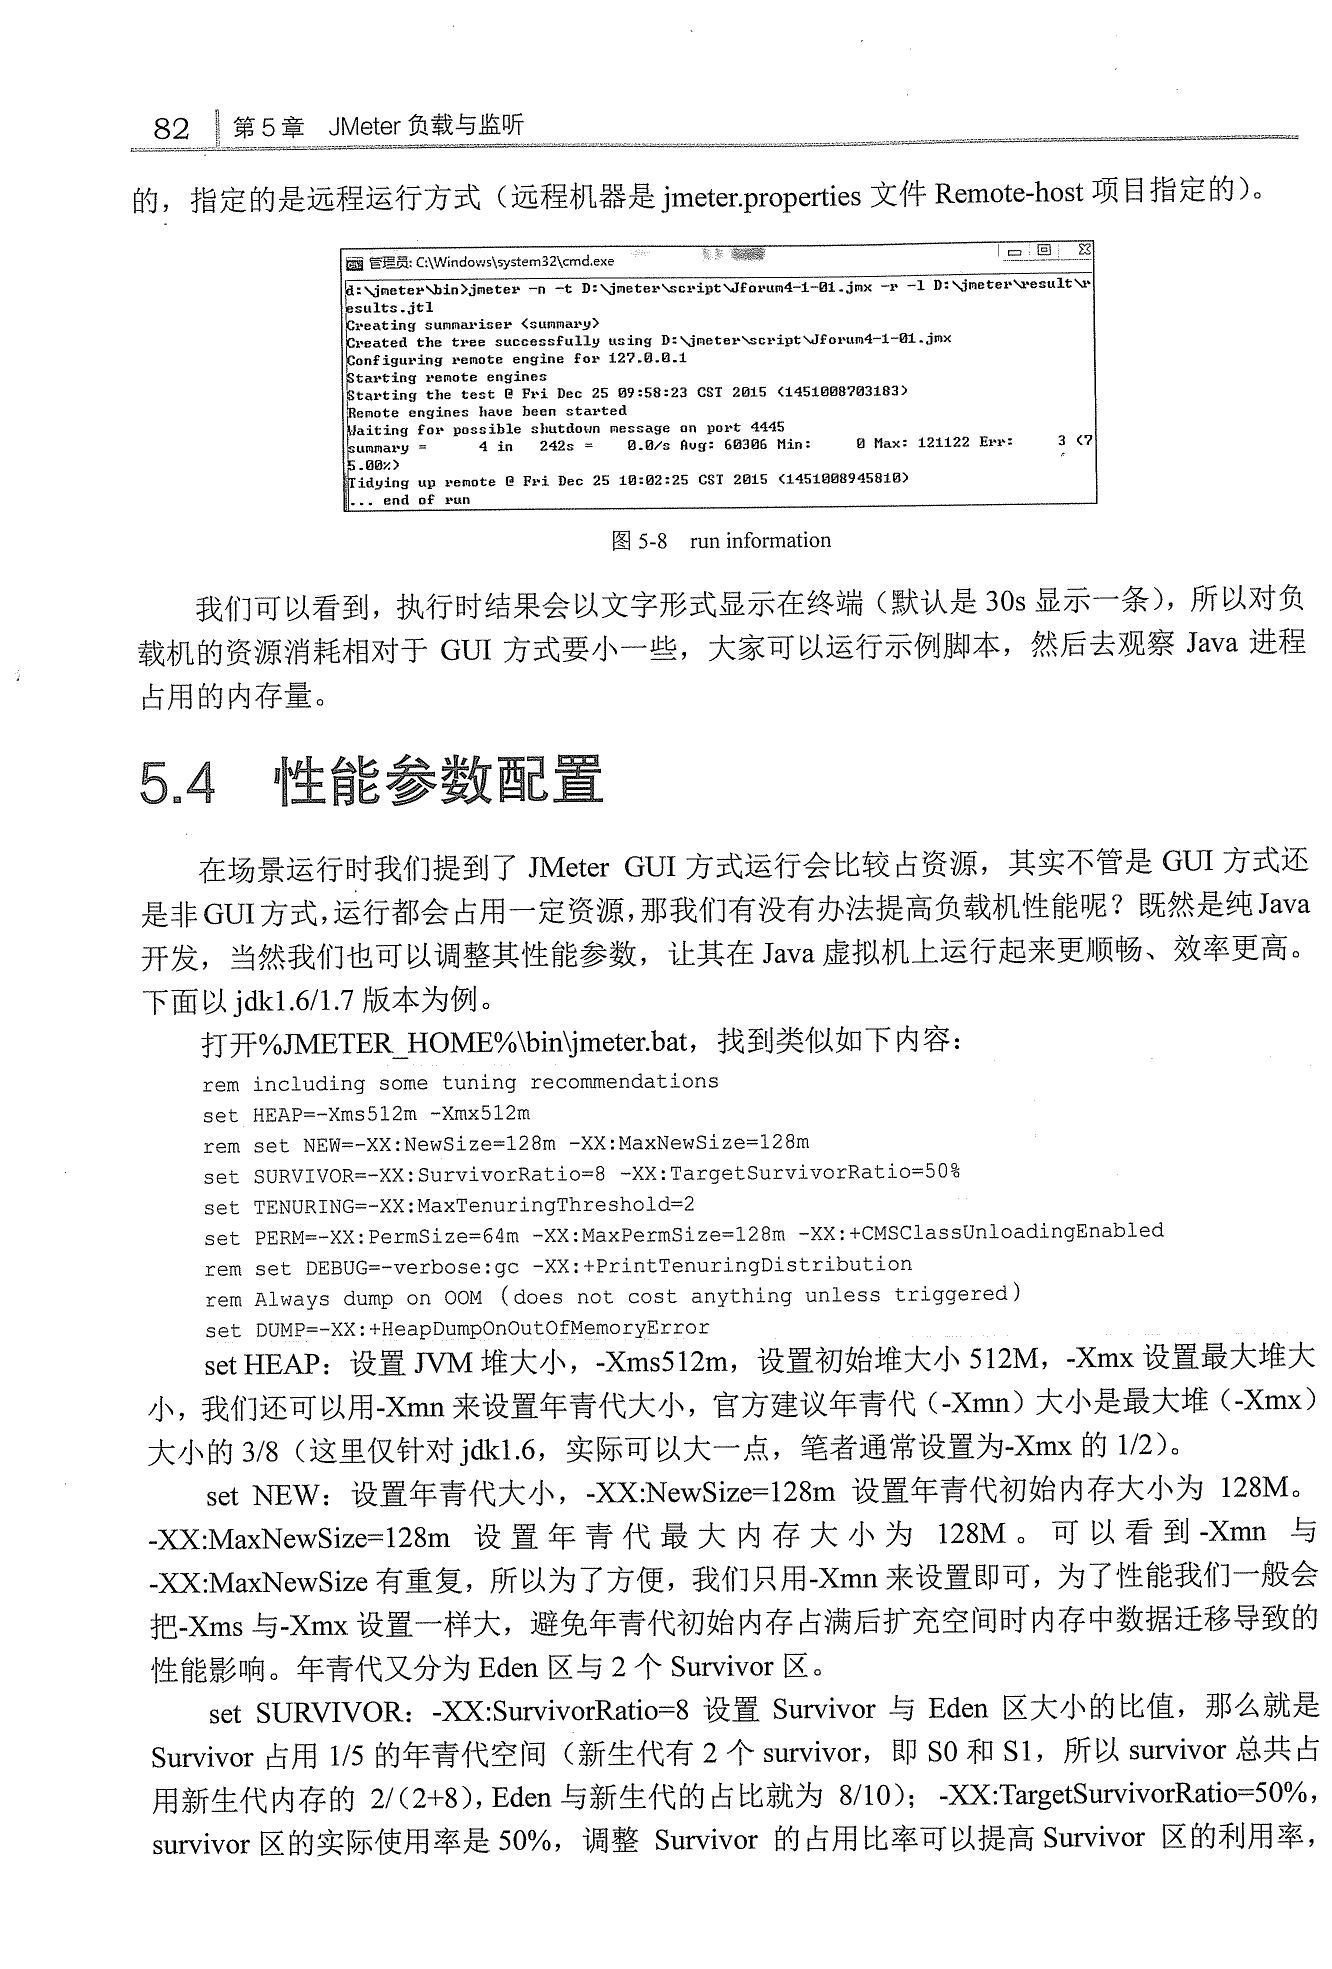 82 第5章 JMeter 负载与监听
的，指定的是远程运行方式（远程机器是 jmeter.properties 文件 Remote-host 项目指定的）。
管理员: C:\Windows\system32\cmd.exe
d:\jmeter\bin>jmeter -n -t D:\jmeter\script\Jforum4-1-01.jmx -r -l D:\jmeter\result\r
esults.jtl
Creating summariser <summary>
Created the tree successfully using D:\jmeter\script\Jforum4-1-01.jmx
Configuring remote engine for 127.0.0.1
Starting remote engines
Starting the test @ Fri Dec 25 09:58:23 CST 2015 (1451008703183)
Remote engines have been started
Waiting for possible shutdown message on port 4445
summary = 4 in 242s = 0.0/s Avg: 60306 Min: 0 Max: 121122 Err: 3 (7
5.00%)
Tidying up remote @ Fri Dec 25 10:02:25 CST 2015 (1451008945810)
... end of run
图 5-8 run information
我们可以看到，执行时结果会以文字形式显示在终端（默认是 30s 显示一条），所以对负
载机的资源消耗相对于 GUI 方式要小一些，大家可以运行示例脚本，然后去观察 Java 进程
占用的内存量。
5.4 性能参数配置
在场景运行时我们提到了 JMeter GUI 方式运行会比较占资源，其实不管是 GUI 方式还
是非 GUI 方式，运行都会占用一定资源，那我们有没有办法提高负载机性能呢？既然是纯 Java
开发，当然我们也可以调整其性能参数，让其在 Java 虚拟机上运行起来更顺畅、效率更高。
下面以 jdk1.6/1.7 版本为例。
打开%JMETER_HOME%\bin\jmeter.bat，找到类似如下内容：
rem including some tuning recommendations
set HEAP=-Xms512m -Xmx512m
rem set NEW=-XX:NewSize=128m -XX:MaxNewSize=128m
set SURVIVOR=-XX:SurvivorRatio=8 -XX:TargetSurvivorRatio=50%
set TENURING=-XX:MaxTenuringThreshold=2
set PERM=-XX:PermSize=64m -XX:MaxPermSize=128m -XX:+CMSClassUnloadingEnabled
rem set DEBUG=-verbose:gc -XX:+PrintTenuringDistribution
rem Always dump on OOM (does not cost anything unless triggered)
set DUMP=-XX:+HeapDumpOnOutOfMemoryError
set HEAP：设置 JVM 堆大小，-Xms512m，设置初始堆大小 512M，-Xmx 设置最大堆大
小，我们还可以用-Xmn 来设置年青代大小，官方建议年青代（-Xmn）大小是最大堆（-Xmx）
大小的 3/8（这里仅针对 jdk1.6，实际可以大一点，笔者通常设置为-Xmx 的 1/2）。
set NEW：设置年青代大小，-XX:NewSize=128m 设置年青代初始内存大小为 128M。
-XX:MaxNewSize=128m 设置年青代最大内存大小为 128M。可以看到-Xmn 与
-XX:MaxNewSize 有重复，所以为了方便，我们只用-Xmn 来设置即可，为了性能我们一般会
把-Xms 与-Xmx 设置一样大，避免年青代初始内存占满后扩充空间时内存中数据迁移导致的
性能影响。年青代又分为 Eden 区与 2 个 Survivor 区。
set SURVIVOR：-XX:SurvivorRatio=8 设置 Survivor 与 Eden 区大小的比值，那么就是
Survivor 占用 1/5 的年青代空间（新生代有 2 个 survivor，即 S0 和 S1，所以 survivor 总共占
用新生代内存的 2/（2+8），Eden 与新生代的占比就为 8/10）；-XX:TargetSurvivorRatio=50%，
survivor 区的实际使用率是 50%，调整 Survivor 的占用比率可以提高 Survivor 区的利用率，